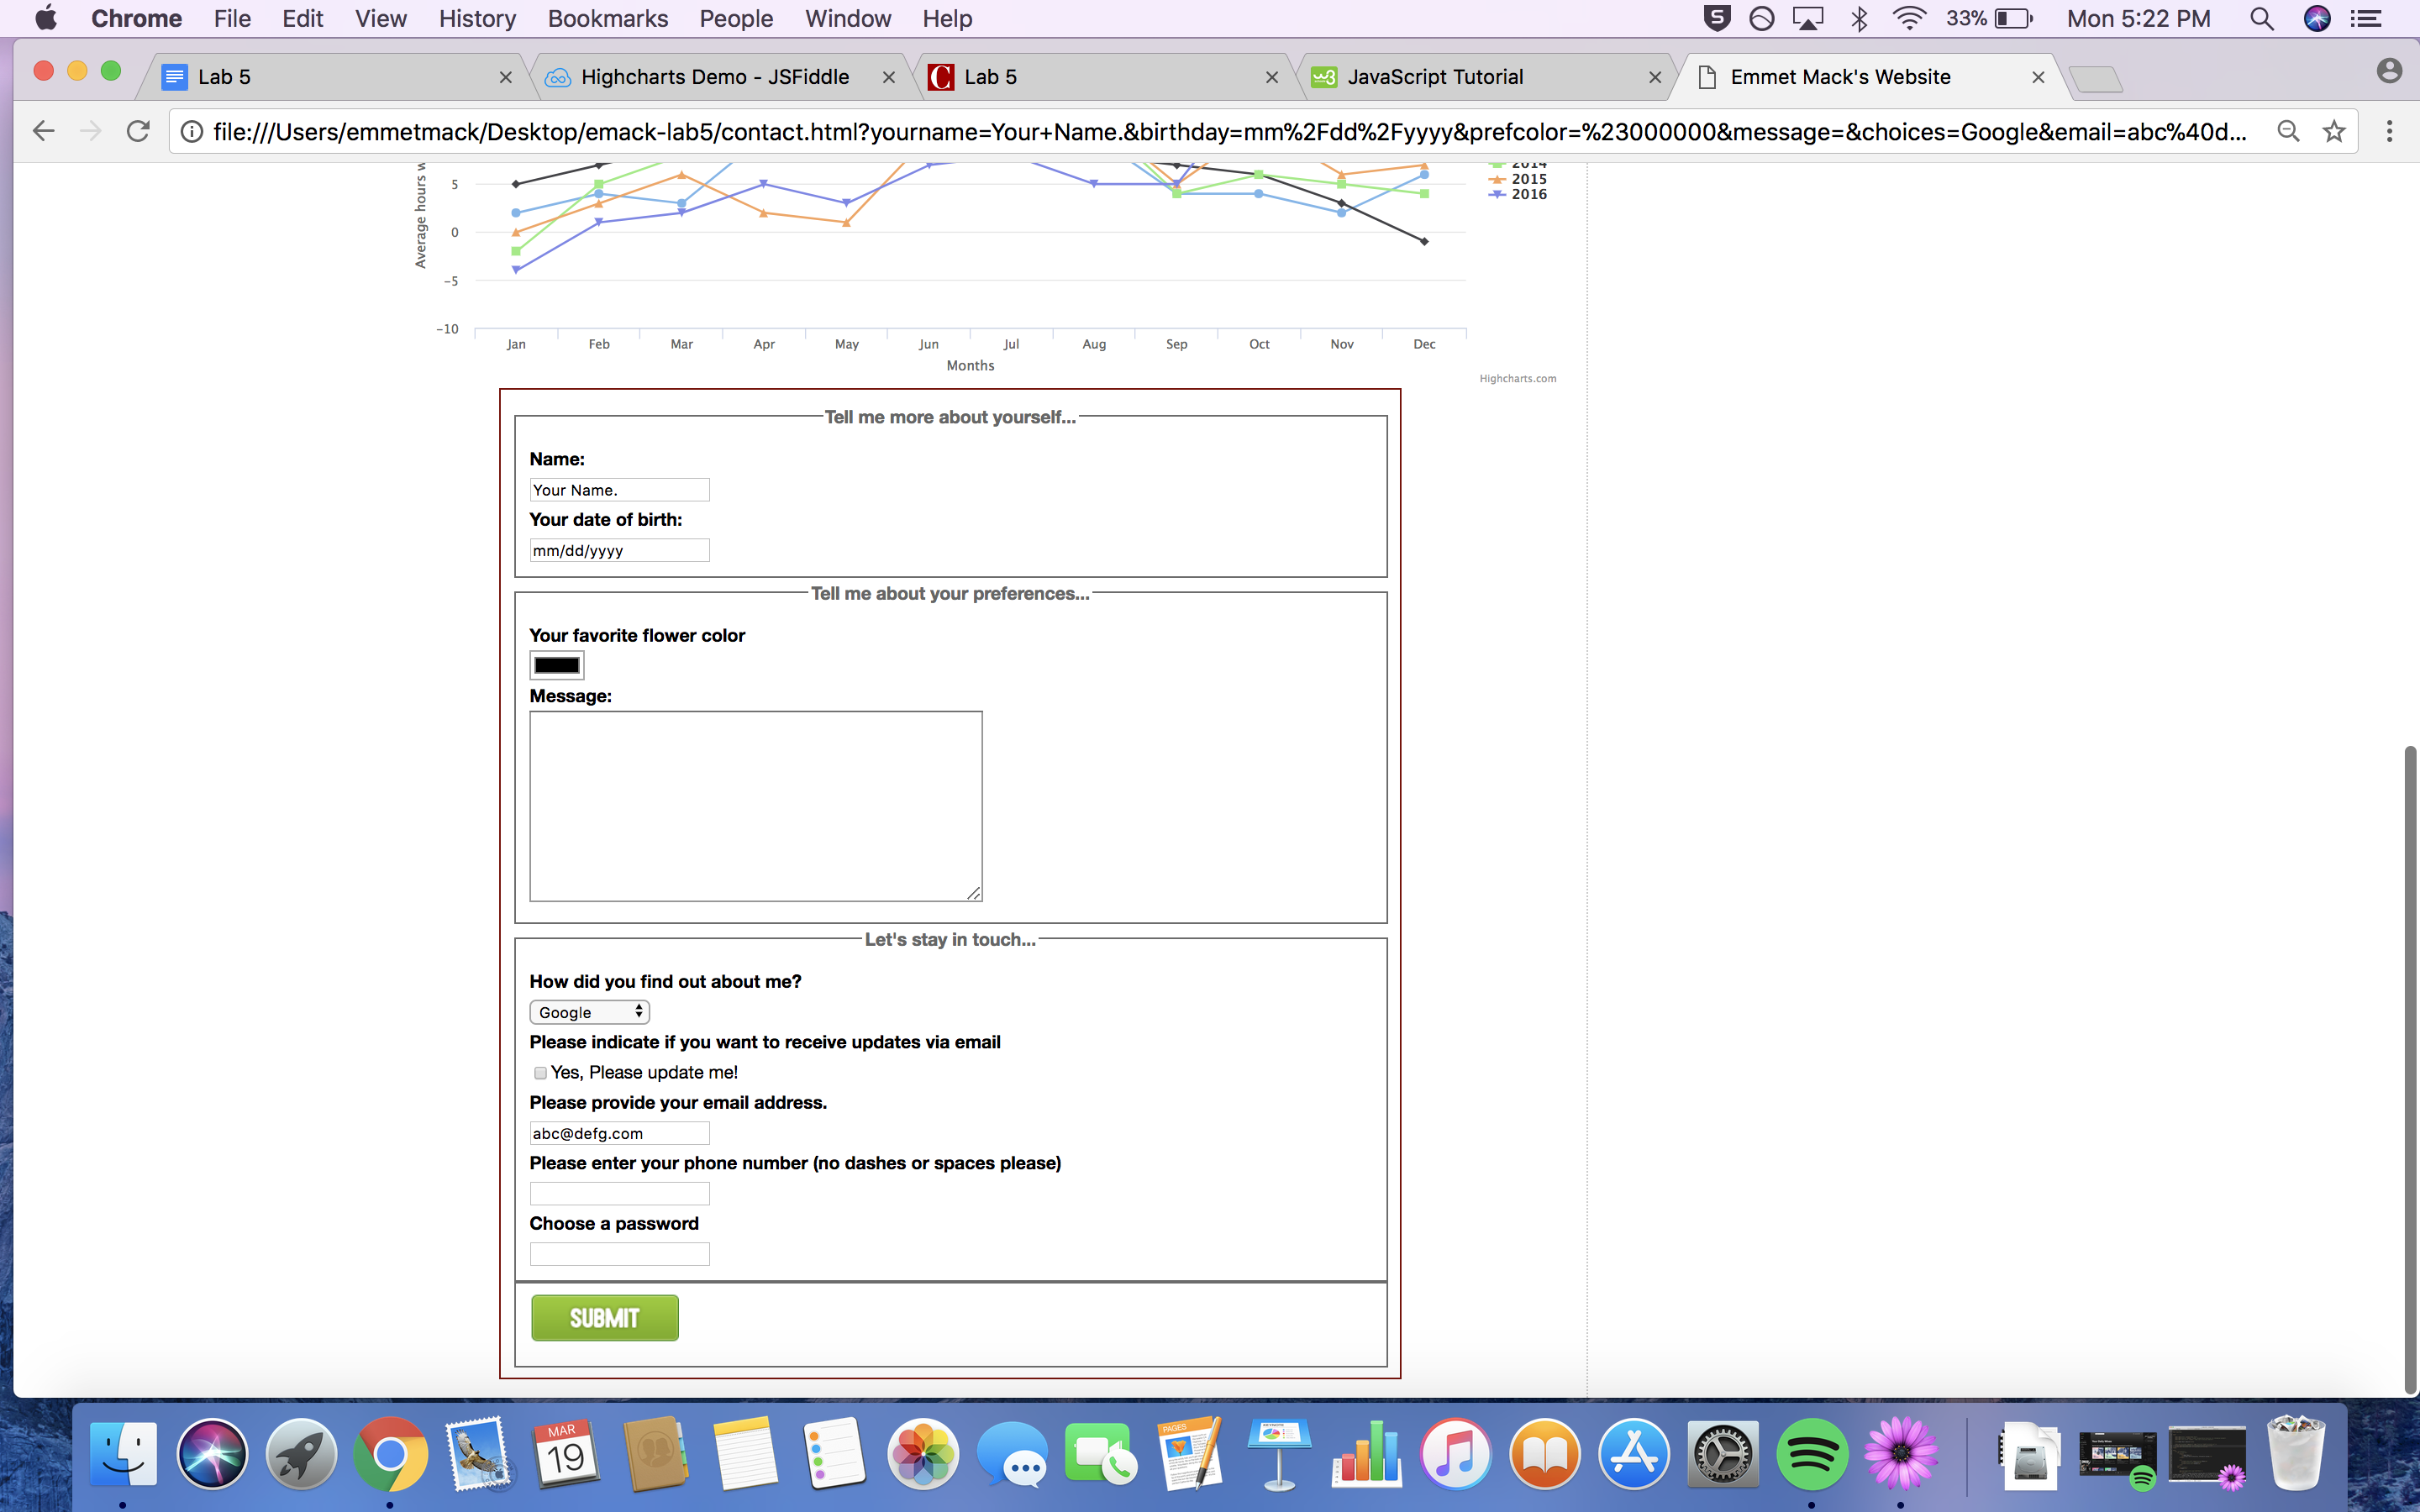 Chrome File Edit View History Bookmarks People Window Help 33% Mon 5:22 PM
Lab 5 Highcharts Demo - JSFiddle Lab 5 JavaScript Tutorial Emmet Mack's Website
file:///Users/emmetmack/Desktop/emack-lab5/contact.html?yourname=Your+Name.&birthday=mm%2Fdd%2Fyyyy&prefcolor=%23000000&message=&choices=Google&email=abc%40d...
2014
2015
2016
Average hours w
5
0
−5
−10
Jan Feb Mar Apr May Jun Jul Aug Sep Oct Nov Dec
Months
Highcharts.com
Tell me more about yourself...
Name:
Your Name.
Your date of birth:
mm/dd/yyyy
Tell me about your preferences...
Your favorite flower color
Message:
Let's stay in touch...
How did you find out about me?
Google
Please indicate if you want to receive updates via email
Yes, Please update me!
Please provide your email address.
abc@defg.com
Please enter your phone number (no dashes or spaces please)
Choose a password
SUBMIT
MAR
19
PAGES
KEYNOTE